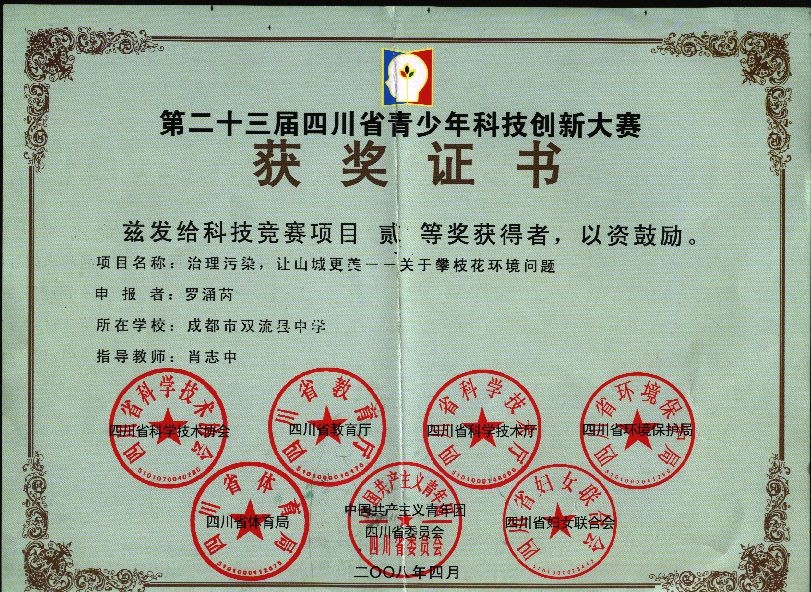 第二十三届四川省青少年科技创新大赛
获奖证书
兹发给科技竞赛项目 贰 等奖获得者，以资鼓励。
项目名称：治理污染，让山城更美——关于攀枝花环境问题
申 报 者：罗涌芮
所在学校：成都市双流县中学
指导教师：肖志中
四川省科学技术协会
四川省教育厅
四川省科学技术厅
四川省环境保护局
四川省体育局
中国共产主义青年团
四川省委员会
四川省妇女联合会
二〇〇八年四月